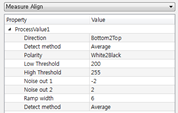 Measure Align
Property Value
ProcessValue1
Direction Bottom2Top
Detect method Average
Polarity White2Black
Low Threshold 200
High Threshold 255
Noise out 1 -2
Noise out 2 2
Ramp width 6
Detect method Average